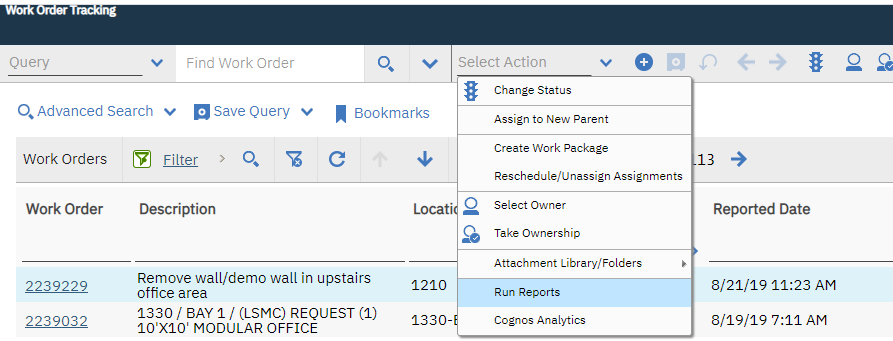 Work Order Tracking
Query
Find Work Order
Select Action
Advanced Search
Save Query
Bookmarks
Change Status
Assign to New Parent
Create Work Package
Reschedule/Unassign Assignments
Select Owner
Take Ownership
Attachment Library/Folders
Run Reports
Cognos Analytics
Work Orders
Filter
Work Order
Description
Reported Date
2239229
Remove wall/demo wall in upstairs
office area
1210
8/21/19 11:23 AM
2239032
1330 / BAY 1 / (LSMC) REQUEST (1)
10'X10' MODULAR OFFICE
8/19/19 7:11 AM